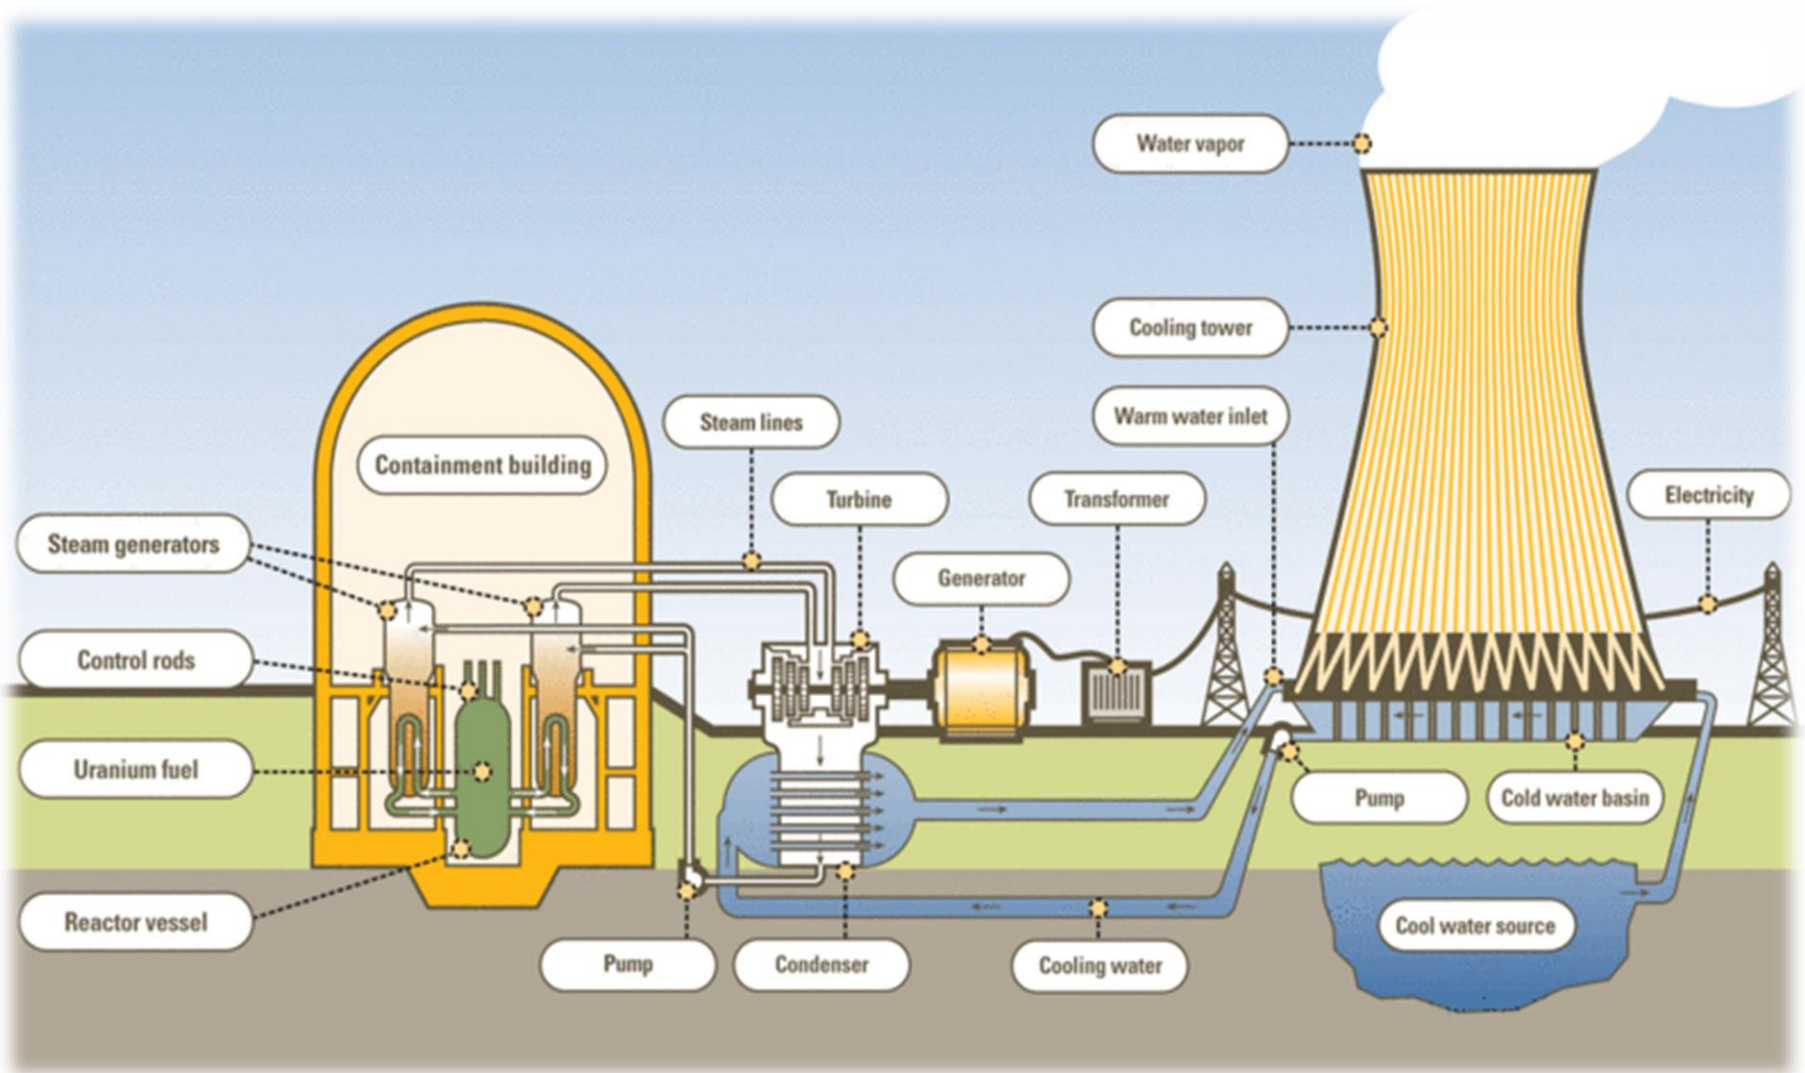 Water vapor
Cooling tower
Warm water inlet
Steam lines
Containment building
Turbine
Transformer
Electricity
Steam generators
Generator
Control rods
Uranium fuel
Pump
Cold water basin
Reactor vessel
Cool water source
Pump
Condenser
Cooling water